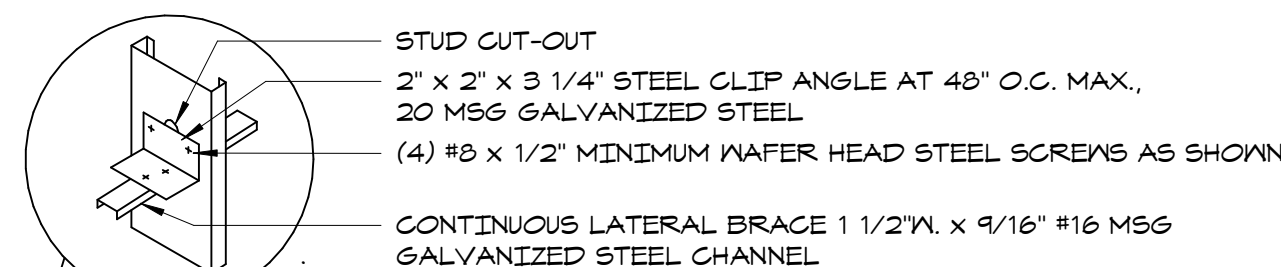 STUD CUT-OUT
2" x 2" x 3 1/4" STEEL CLIP ANGLE AT 48" O.C. MAX.,
20 MSG GALVANIZED STEEL
(4) #8 x 1/2" MINIMUM WAFER HEAD STEEL SCREWS AS SHOWN
CONTINUOUS LATERAL BRACE 1 1/2"W. x 9/16" #16 MSG
GALVANIZED STEEL CHANNEL